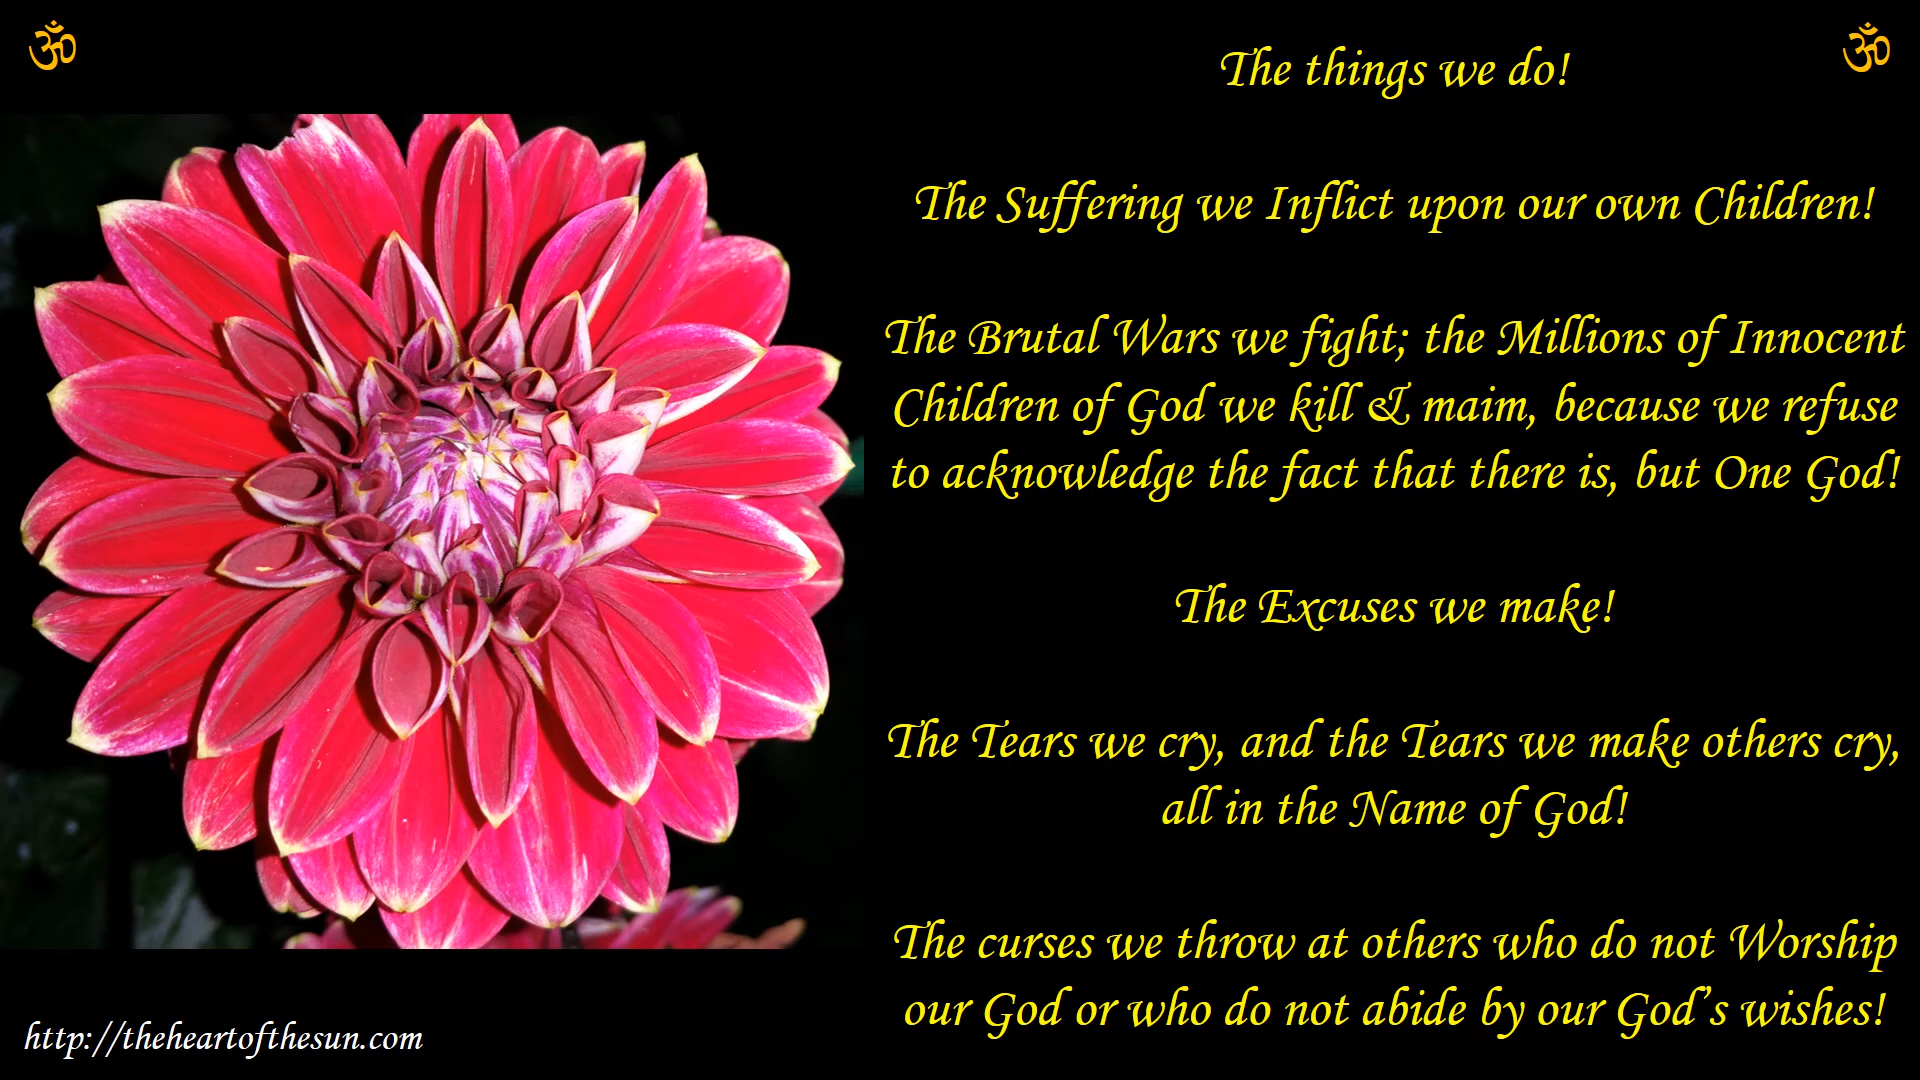 ॐ
ॐ
The things we do!
The Suffering we Inflict upon our own Children!
The Brutal Wars we fight; the Millions of Innocent
Children of God we kill & maim, because we refuse
to acknowledge the fact that there is, but One God!
The Excuses we make!
The Tears we cry, and the Tears we make others cry,
all in the Name of God!
The curses we throw at others who do not Worship
our God or who do not abide by our God’s wishes!
http://theheartofthesun.com